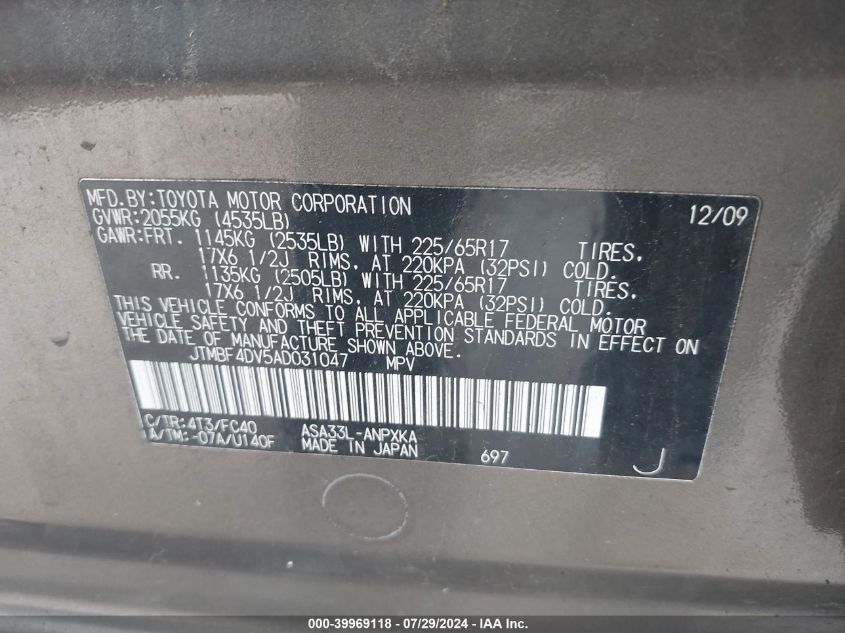 MFD.BY:TOYOTA MOTOR CORPORATION 12/09
GVWR:2055KG (4535LB)
GAWR:FRT. 1145KG (2535LB) WITH 225/65R17 TIRES,
17X6 1/2J RIMS, AT 220KPA (32PSI) COLD.
RR. 1135KG (2505LB) WITH 225/65R17 TIRES,
17X6 1/2J RIMS, AT 220KPA (32PSI) COLD.
THIS VEHICLE CONFORMS TO ALL APPLICABLE FEDERAL MOTOR
VEHICLE SAFETY AND THEFT PREVENTION STANDARDS IN EFFECT ON
THE DATE OF MANUFACTURE SHOWN ABOVE.
JTMBF4DV5AD031047 MPV
C/TR:4T3/FC40 ASA33L-ANPXKA
A/TM:-07A/U140F MADE IN JAPAN 697 J
000-39969118 - 07/29/2024 - IAA Inc.